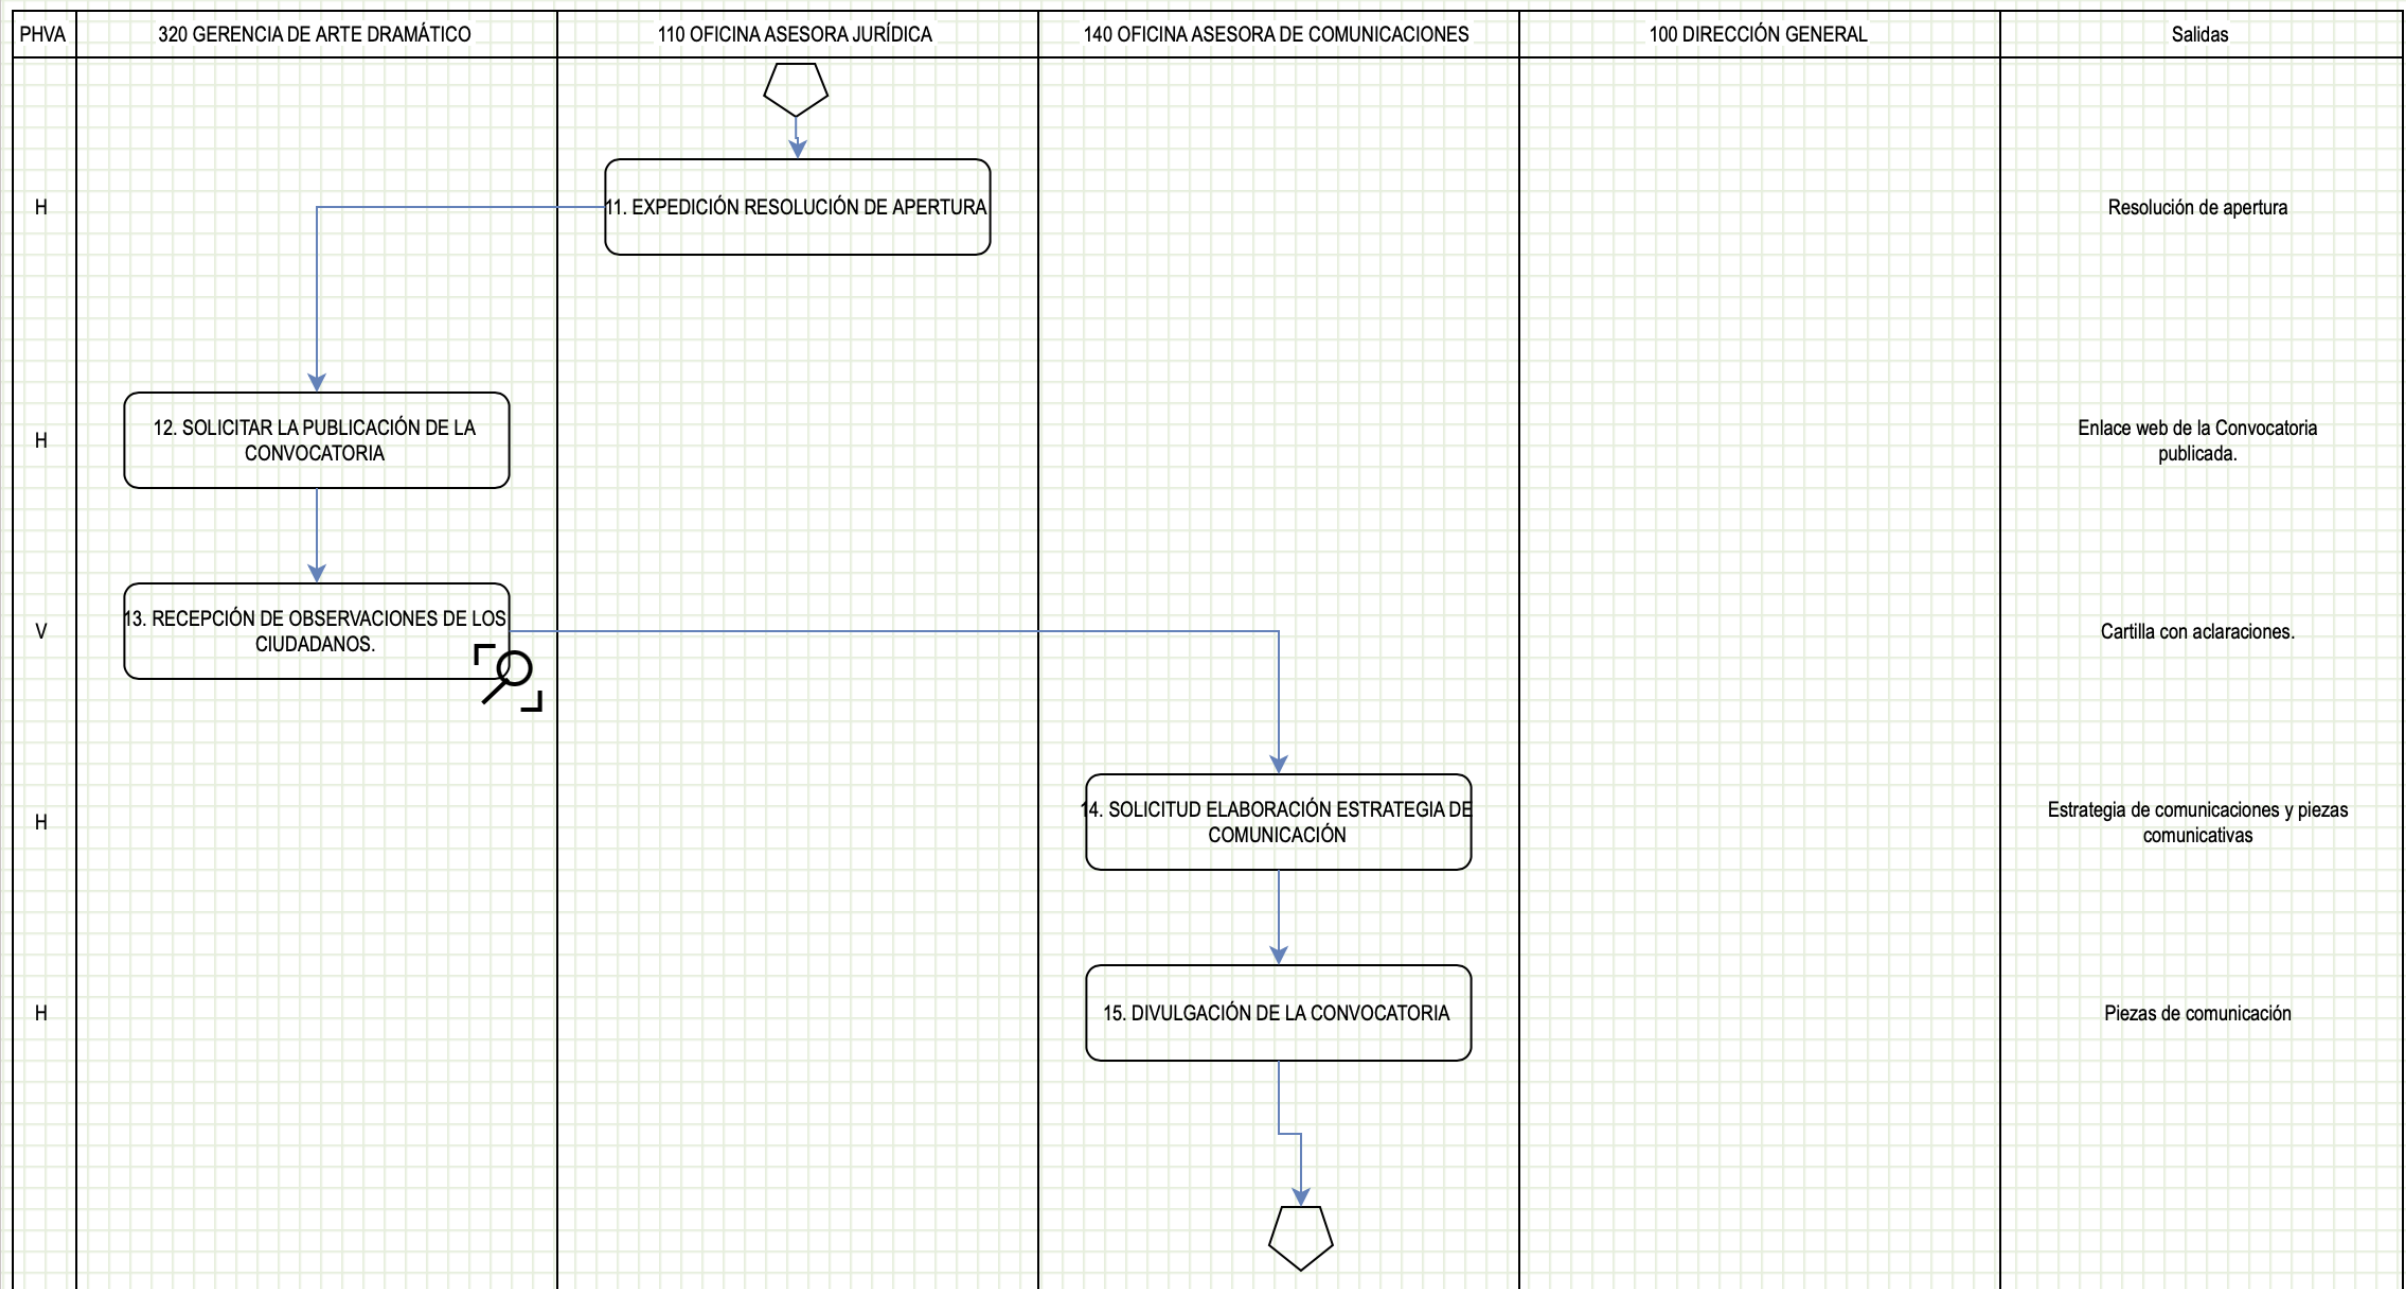 PHVA
320 GERENCIA DE ARTE DRAMÁTICO
110 OFICINA ASESORA JURÍDICA
140 OFICINA ASESORA DE COMUNICACIONES
100 DIRECCIÓN GENERAL
Salidas
H
11. EXPEDICIÓN RESOLUCIÓN DE APERTURA
Resolución de apertura
H
12. SOLICITAR LA PUBLICACIÓN DE LA
CONVOCATORIA
Enlace web de la Convocatoria
publicada.
V
13. RECEPCIÓN DE OBSERVACIONES DE LOS
CIUDADANOS.
Cartilla con aclaraciones.
H
14. SOLICITUD ELABORACIÓN ESTRATEGIA DE
COMUNICACIÓN
Estrategia de comunicaciones y piezas
comunicativas
H
15. DIVULGACIÓN DE LA CONVOCATORIA
Piezas de comunicación